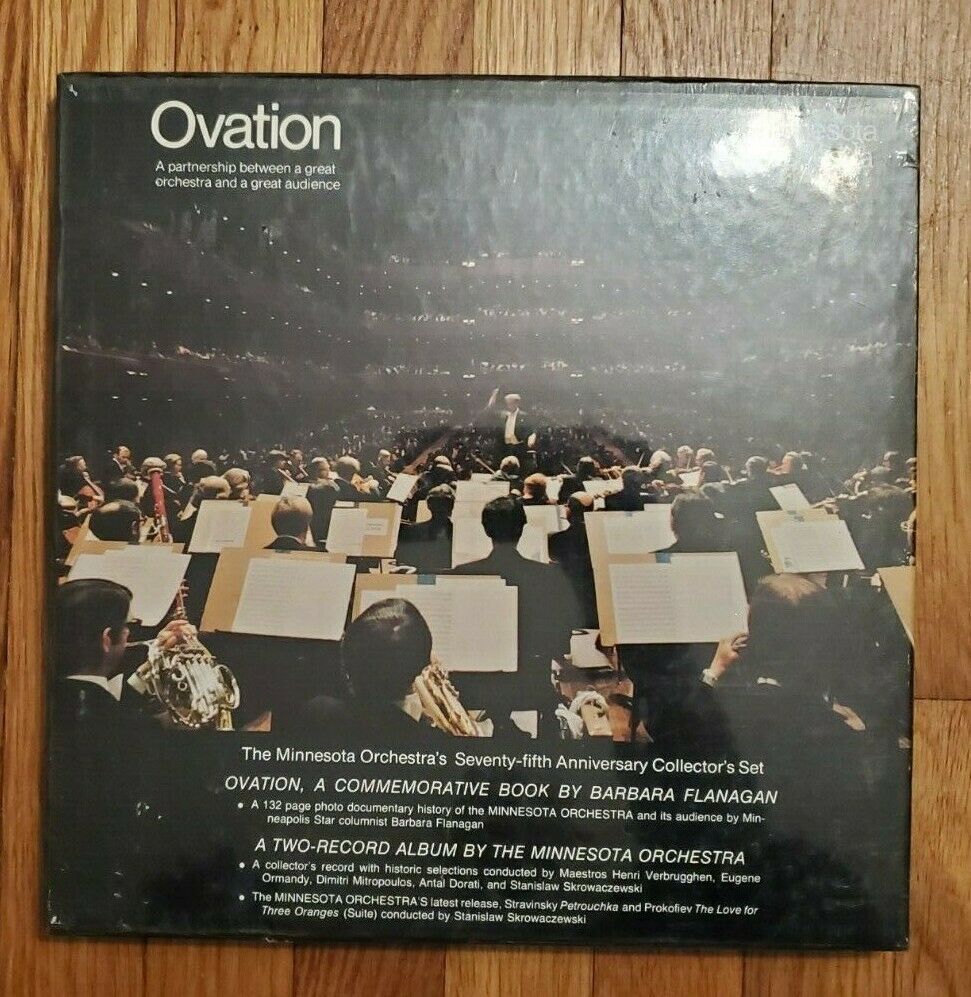 Ovation
A partnership between a great
orchestra and a great audience
The Minnesota Orchestra's Seventy-fifth Anniversary Collector's Set
OVATION, A COMMEMORATIVE BOOK BY BARBARA FLANAGAN
• A 132 page photo documentary history of the MINNESOTA ORCHESTRA and its audience by Min-
neapolis Star columnist Barbara Flanagan
A TWO-RECORD ALBUM BY THE MINNESOTA ORCHESTRA
• A collector's record with historic selections conducted by Maestros Henri Verbrugghen, Eugene
Ormandy, Dimitri Mitropoulos, Antal Dorati, and Stanislaw Skrowaczewski
• The MINNESOTA ORCHESTRA'S latest release, Stravinsky Petrouchka and Prokofiev The Love for
Three Oranges (Suite) conducted by Stanislaw Skrowaczewski